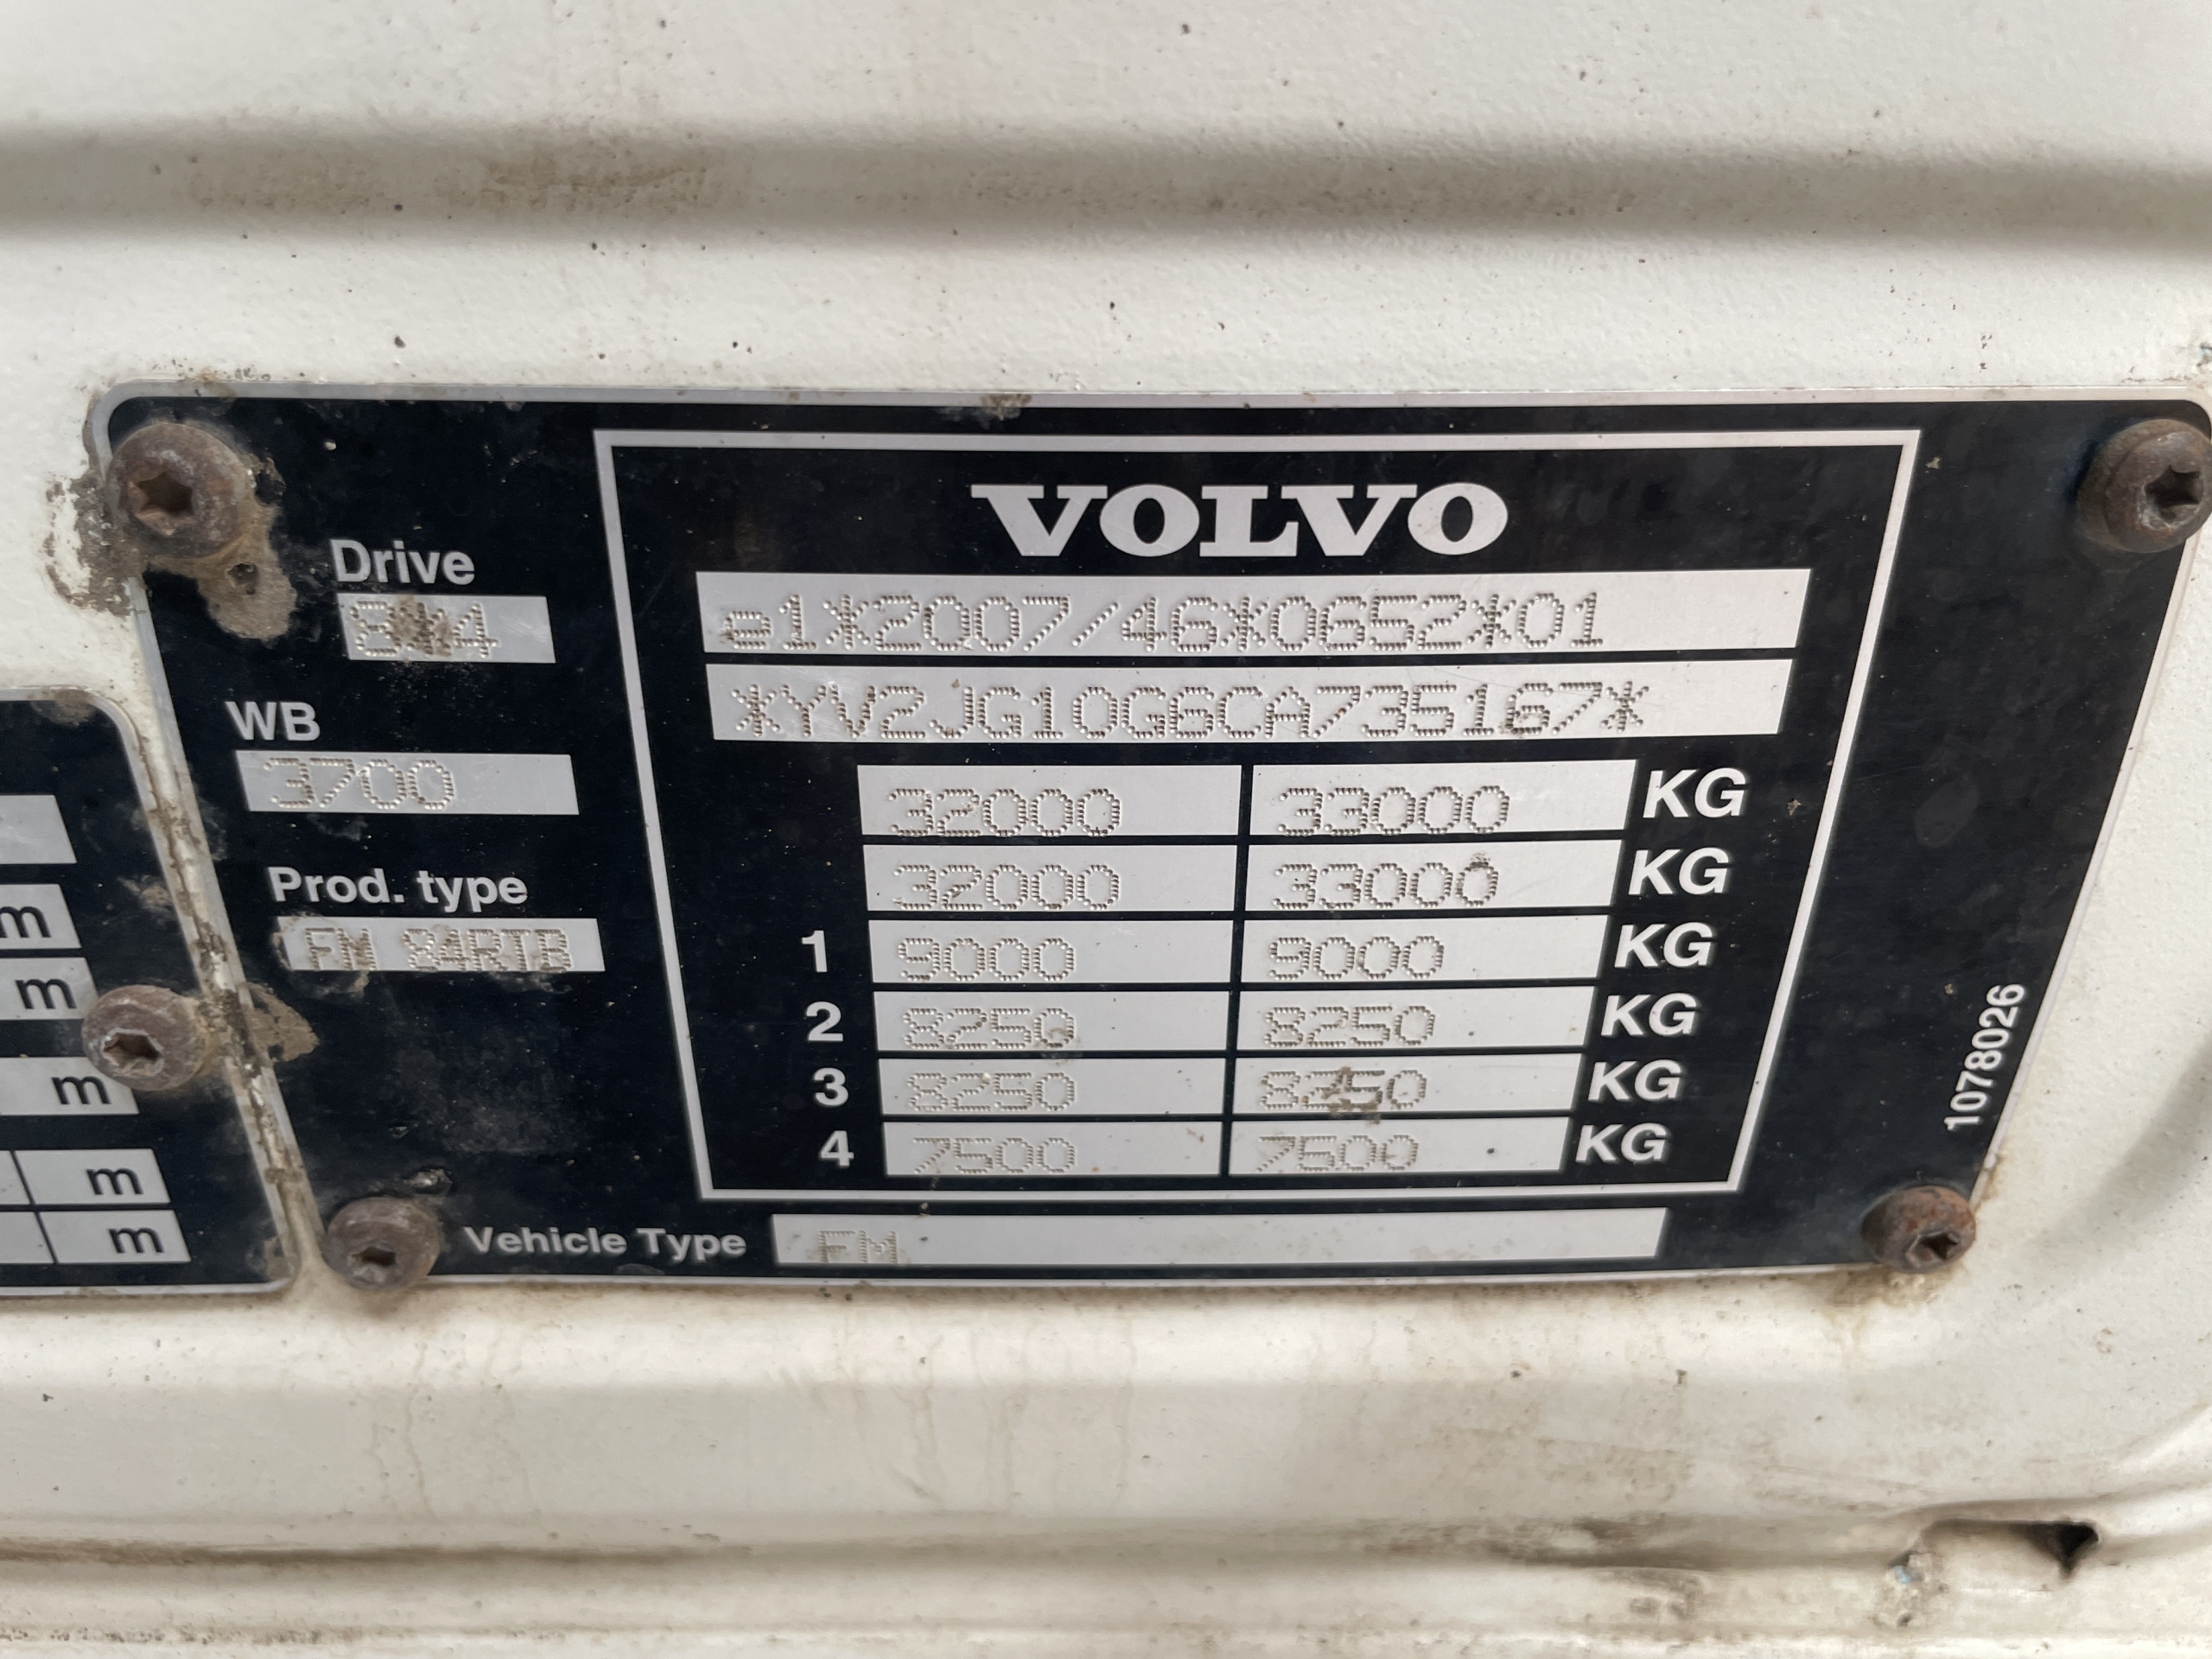 VOLVO
Drive
8*4
e1*2007/46*0652*01
*YV2JG10G6CA735167*
WB
3700
32000 33000 KG
Prod. type
32000 33000 KG
FM 84RTB
1 9000 9000 KG
m
2 8250 8250 KG
m
3 8250 8250 KG
m
4 7500 7500 KG
m
m
Vehicle Type FM
1078026